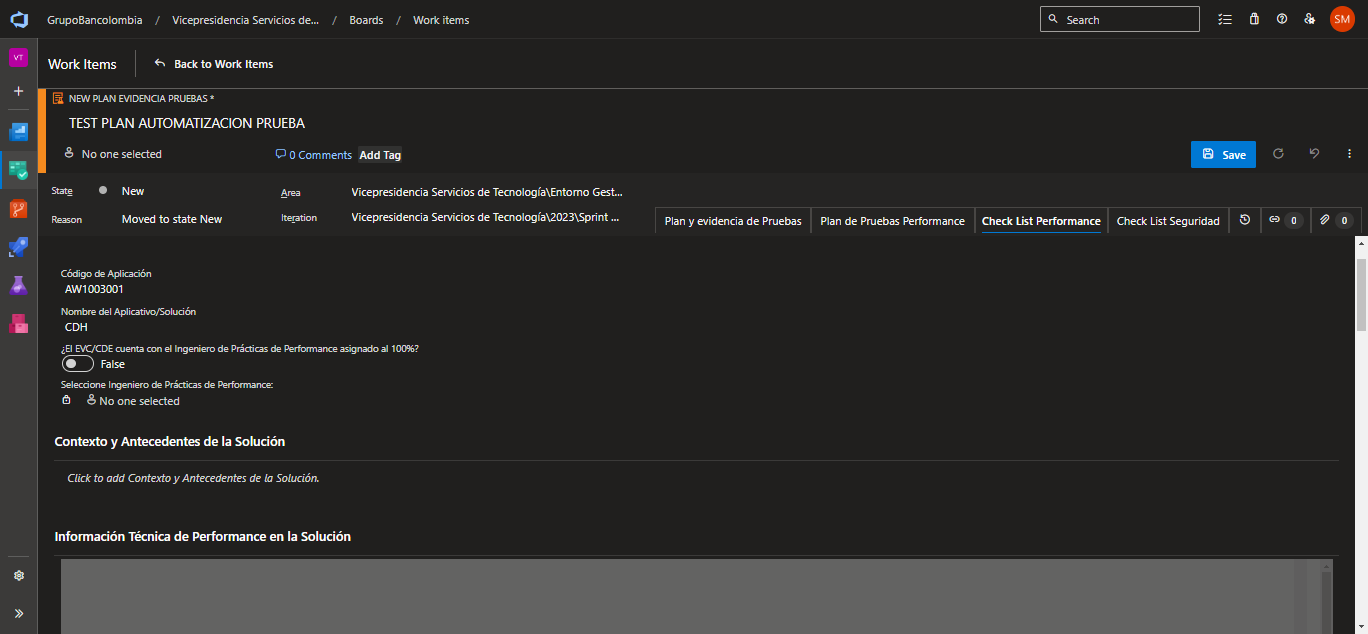 GrupoBancolombia / Vicepresidencia Servicios de... / Boards / Work items
Search
SM
VT
Work Items
Back to Work Items
NEW PLAN EVIDENCIA PRUEBAS *
TEST PLAN AUTOMATIZACION PRUEBA
No one selected
0 Comments
Add Tag
Save
State
New
Area
Vicepresidencia Servicios de Tecnología\Entorno Gest...
Reason
Moved to state New
Iteration
Vicepresidencia Servicios de Tecnología\2023\Sprint ...
Plan y evidencia de Pruebas
Plan de Pruebas Performance
Check List Performance
Check List Seguridad
0
0
Código de Aplicación
AW1003001
Nombre del Aplicativo/Solución
CDH
¿El EVC/CDE cuenta con el Ingeniero de Prácticas de Performance asignado al 100%?
False
Seleccione Ingeniero de Prácticas de Performance:
No one selected
Contexto y Antecedentes de la Solución
Click to add Contexto y Antecedentes de la Solución.
Información Técnica de Performance en la Solución